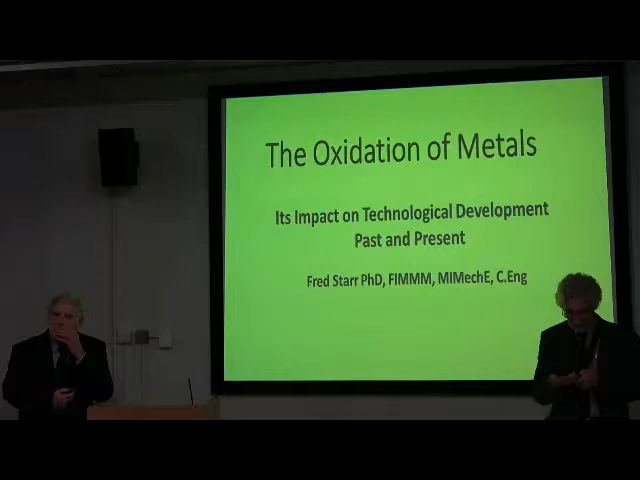 The Oxidation of Metals
Its Impact on Technological Development
Past and Present
Fred Starr PhD, FIMMM, MIMechE, C.Eng